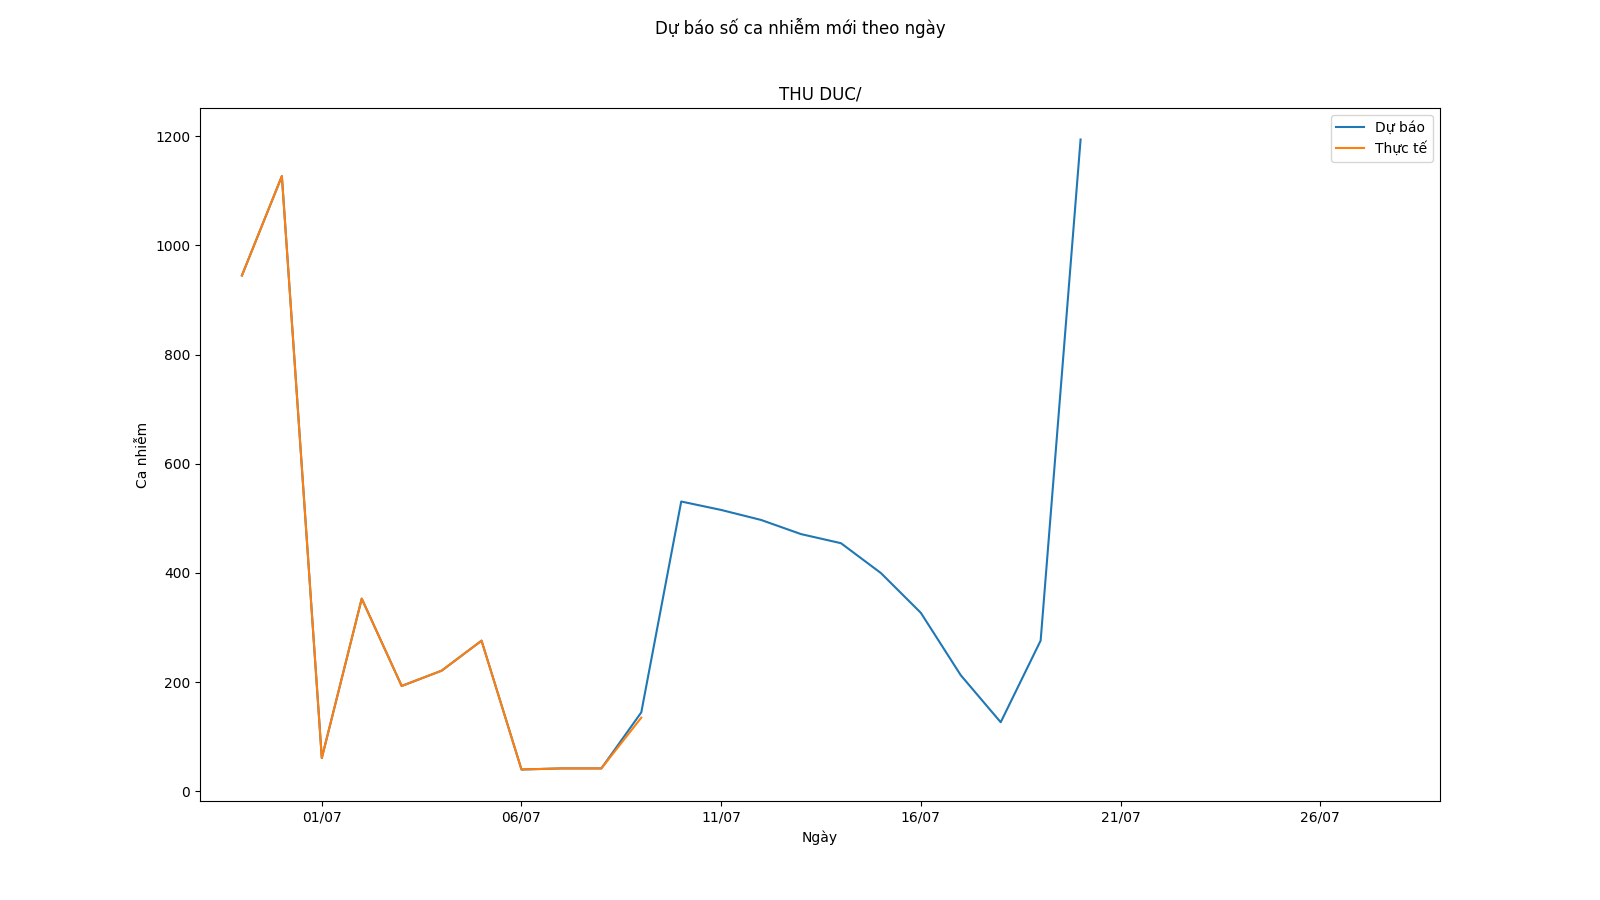 Dự báo số ca nhiễm mới theo ngày
THU DUC/
Dự báo
Thực tế
Ca nhiễm
1200
1000
800
600
400
200
0
01/07 06/07 11/07 16/07 21/07 26/07
Ngày